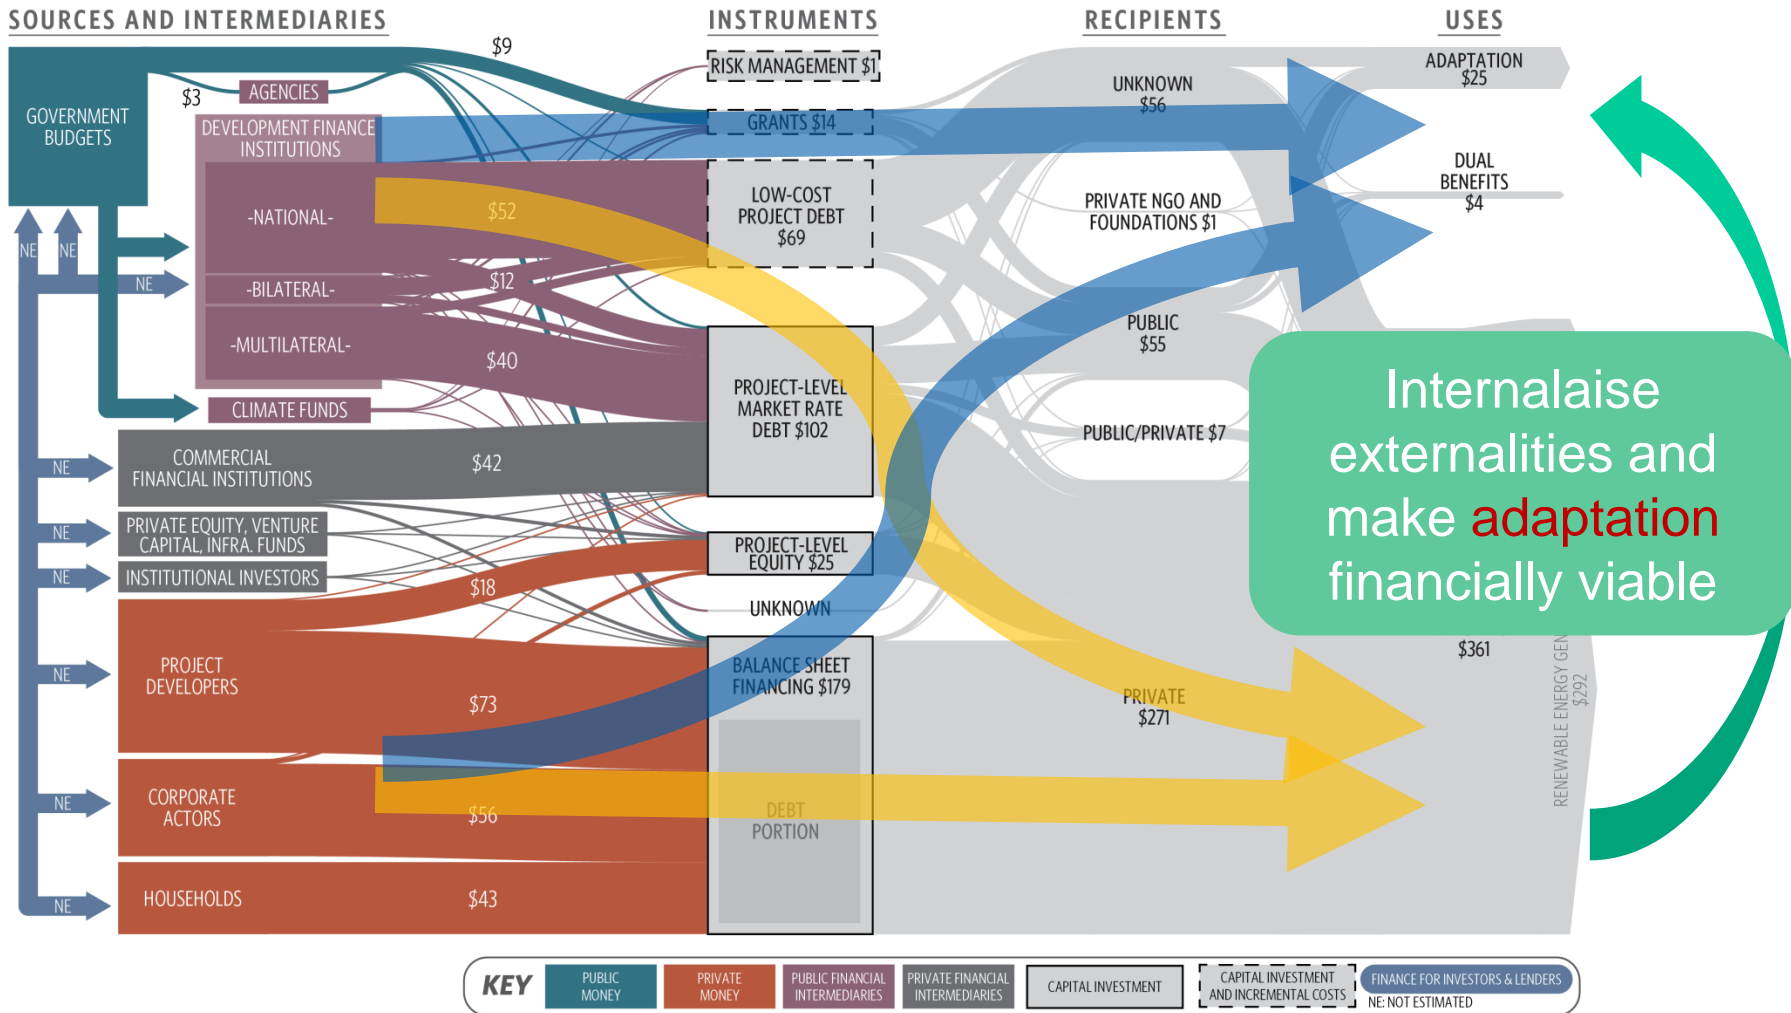 SOURCES AND INTERMEDIARIES
INSTRUMENTS
RECIPIENTS
USES
GOVERNMENT
BUDGETS
$9
$3
AGENCIES
DEVELOPMENT FINANCE
INSTITUTIONS
-NATIONAL-
$52
-BILATERAL-
$12
-MULTILATERAL-
$40
CLIMATE FUNDS
NE
NE
NE
NE
COMMERCIAL
FINANCIAL INSTITUTIONS
$42
NE
PRIVATE EQUITY, VENTURE
CAPITAL, INFRA. FUNDS
NE
INSTITUTIONAL INVESTORS
$18
NE
PROJECT
DEVELOPERS
$73
NE
CORPORATE
ACTORS
$56
NE
HOUSEHOLDS
$43
RISK MANAGEMENT $1
GRANTS $14
LOW-COST
PROJECT DEBT
$69
PROJECT-LEVEL
MARKET RATE
DEBT $102
PROJECT-LEVEL
EQUITY $25
UNKNOWN
BALANCE SHEET
FINANCING $179
DEBT
PORTION
UNKNOWN
$56
PRIVATE NGO AND
FOUNDATIONS $1
PUBLIC
$55
PUBLIC/PRIVATE $7
PRIVATE
$271
ADAPTATION
$25
DUAL
BENEFITS
$4
Internalaise
externalities and
make adaptation
financially viable
$361
RENEWABLE ENERGY GEN
$292
KEY
PUBLIC
MONEY
PRIVATE
MONEY
PUBLIC FINANCIAL
INTERMEDIARIES
PRIVATE FINANCIAL
INTERMEDIARIES
CAPITAL INVESTMENT
CAPITAL INVESTMENT
AND INCREMENTAL COSTS
FINANCE FOR INVESTORS & LENDERS
NE: NOT ESTIMATED